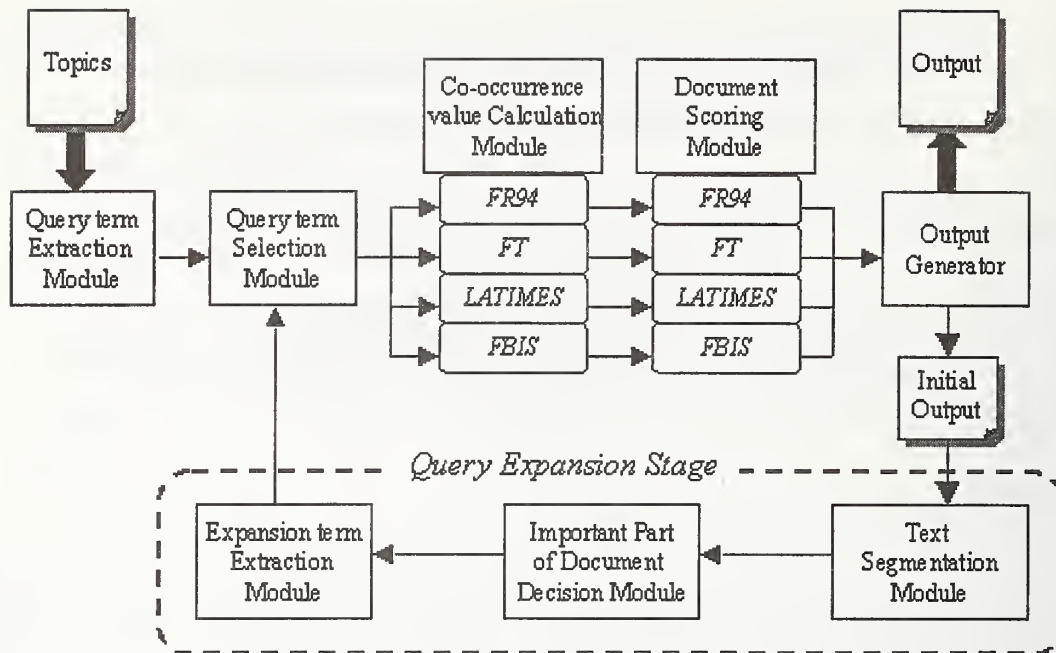 Topics
Output
Co-occurrence
value Calculation
Module
Document
Scoring
Module
Query term
Extraction
Module
Query term
Selection
Module
FR94
FT
LATIMES
FBIS
FR94
FT
LATIMES
FBIS
Output
Generator
Initial
Output
Query Expansion Stage
Expansion term
Extraction
Module
Important Part
of Document
Decision Module
Text
Segmentation
Module